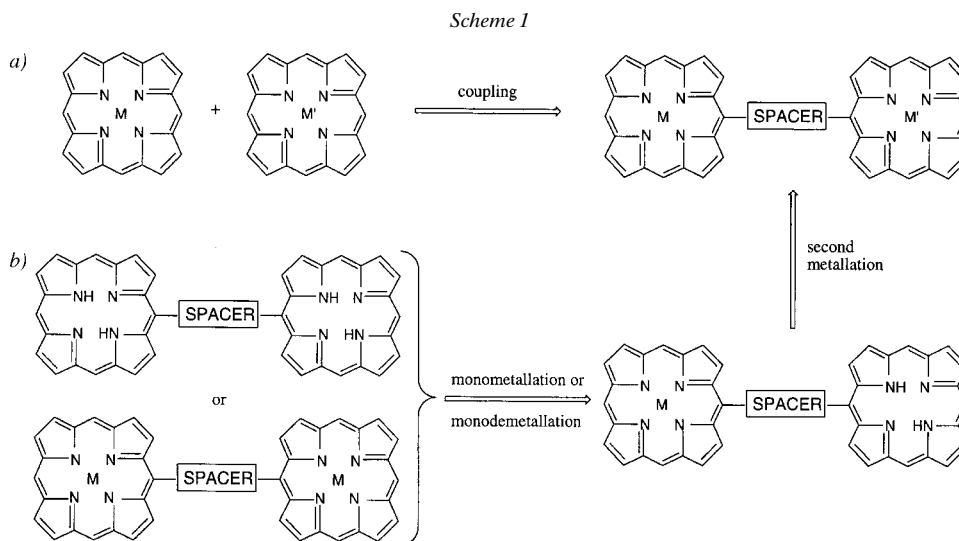 Scheme 1
a)
N N N N
M + M' coupling M SPACER M'
N N N N
N N N N
N N N N
second
metallation
b)
NH N NH N
SPACER
N HN N HN
monometallation or
monodemetallation
or
N N NH N
M SPACER
N N N HN
N N N N
M SPACER M
N N N N